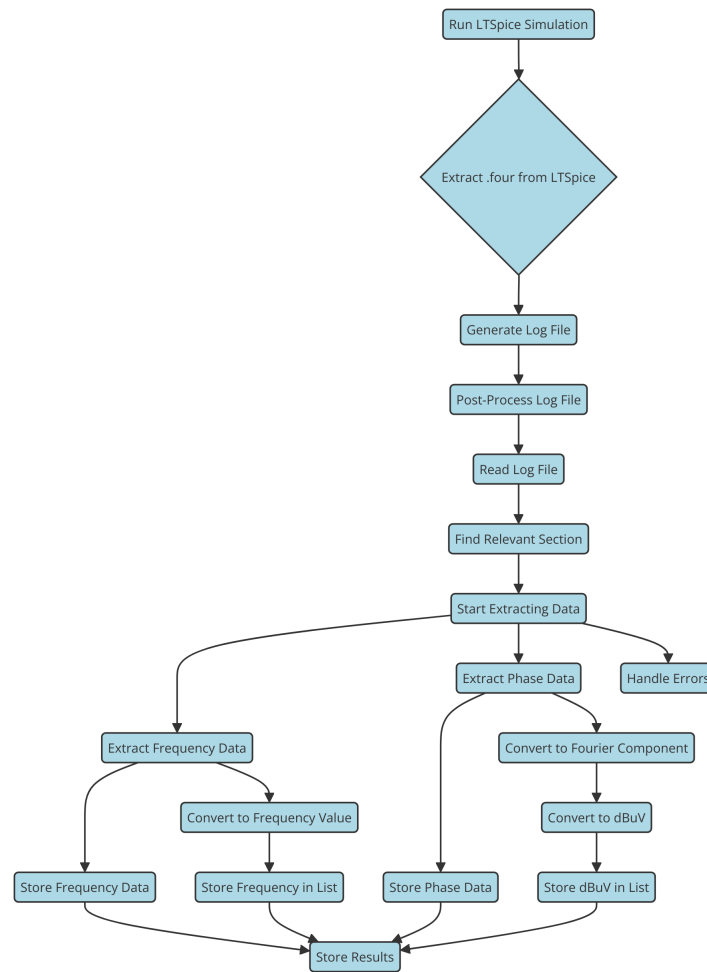 Run LTSpice Simulation
Extract .four from LTSpice
Generate Log File
Post-Process Log File
Read Log File
Find Relevant Section
Start Extracting Data
Extract Phase Data
Handle Errors
Extract Frequency Data
Convert to Fourier Component
Convert to Frequency Value
Convert to dBuV
Store Frequency Data
Store Frequency in List
Store Phase Data
Store dBuV in List
Store Results